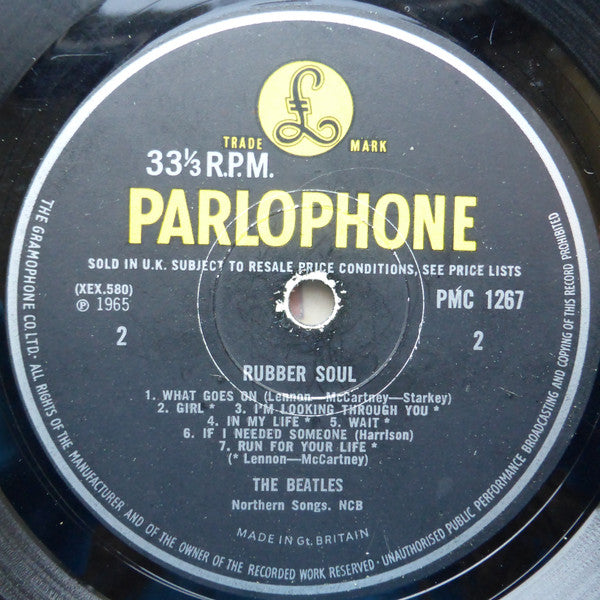 £
TRADE MARK
33⅓ R.P.M.
PARLOPHONE
SOLD IN U.K. SUBJECT TO RESALE PRICE CONDITIONS, SEE PRICE LISTS
(XEX.580)
℗ 1965
PMC 1267
2
2
RUBBER SOUL
1. WHAT GOES ON (Lennon—McCartney—Starkey)
2. GIRL * 3. I'M LOOKING THROUGH YOU *
4. IN MY LIFE * 5. WAIT *
6. IF I NEEDED SOMEONE (Harrison)
7. RUN FOR YOUR LIFE *
(* Lennon—McCartney)
THE BEATLES
Northern Songs. NCB
MADE IN Gt. BRITAIN
THE GRAMOPHONE CO. LTD. ALL RIGHTS OF THE MANUFACTURER AND OF THE OWNER OF THE RECORDED WORK RESERVED · UNAUTHORISED PUBLIC PERFORMANCE BROADCASTING AND COPYING OF THIS RECORD PROHIBITED